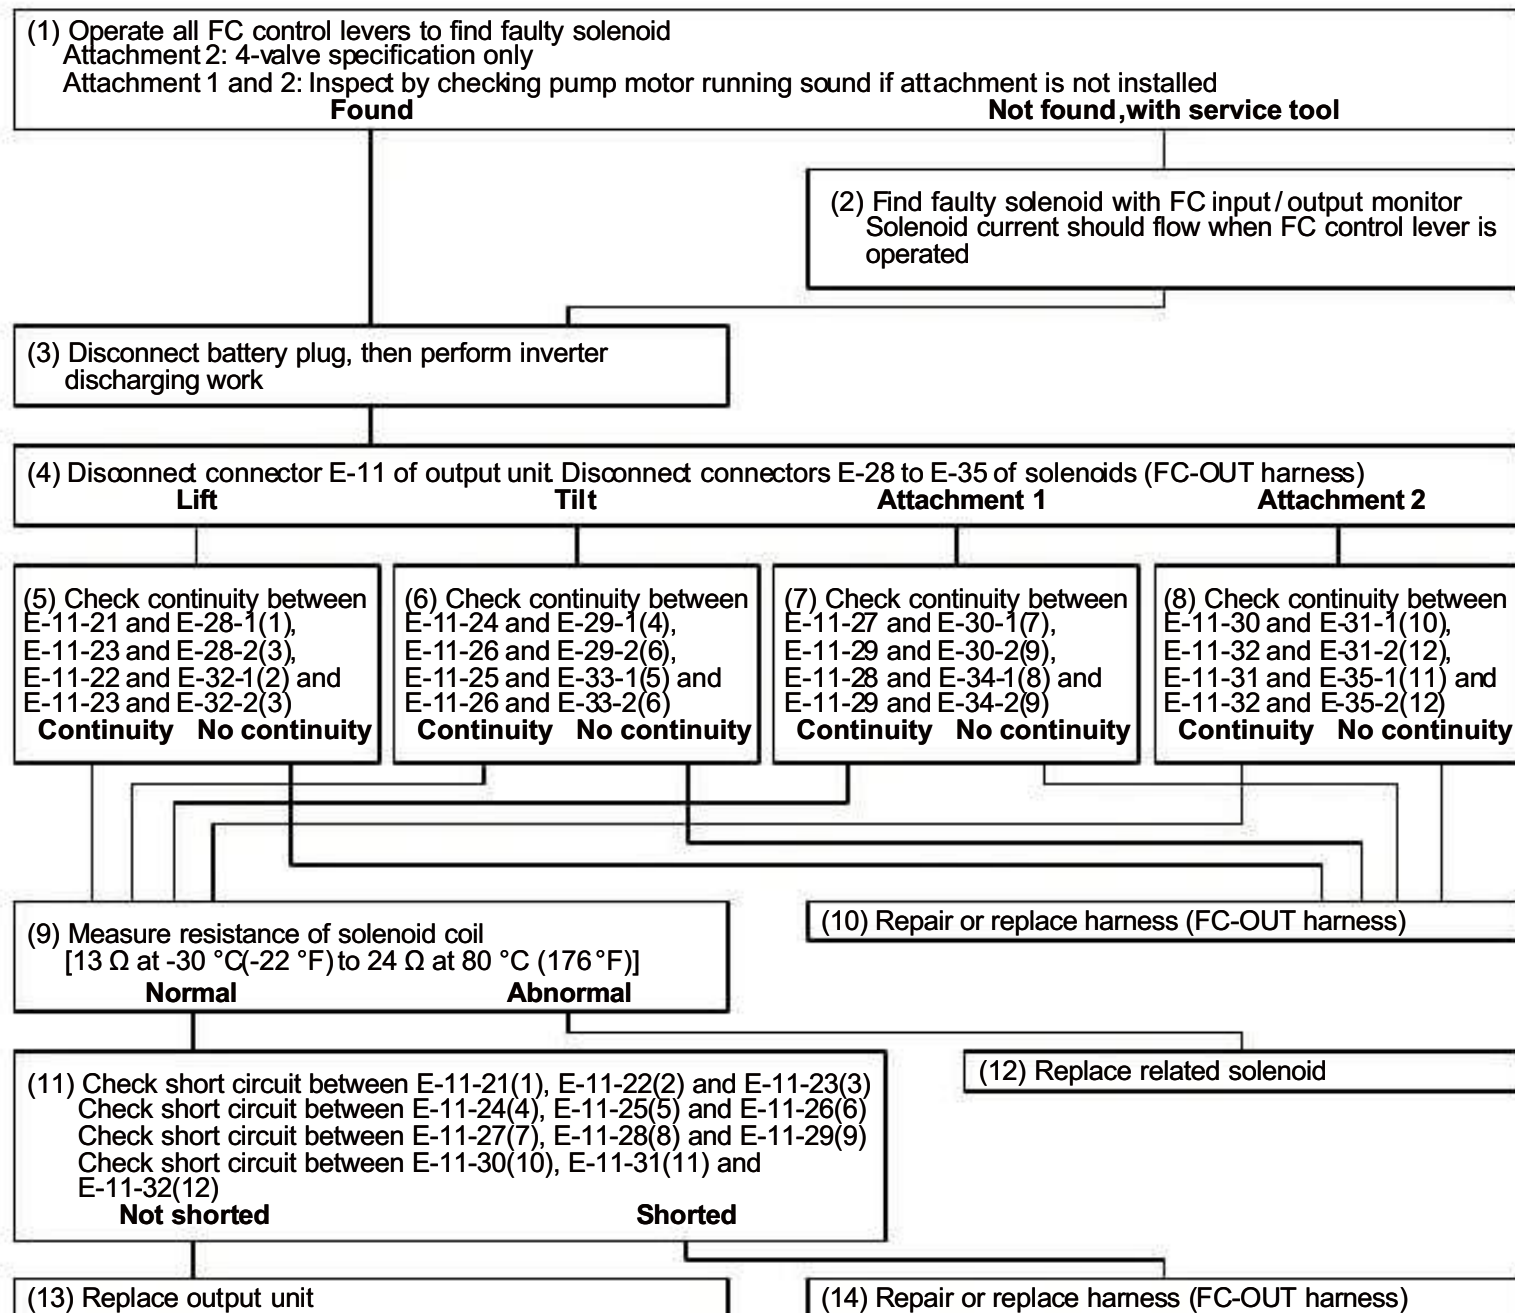 (1) Operate all FC control levers to find faulty solenoid
Attachment 2: 4-valve specification only
Attachment 1 and 2: Inspect by checking pump motor running sound if attachment is not installed
Found Not found,with service tool
(2) Find faulty solenoid with FC input / output monitor
Solenoid current should flow when FC control lever is
operated
(3) Disconnect battery plug, then perform inverter
discharging work
(4) Disconnect connector E-11 of output unit. Disconnect connectors E-28 to E-35 of solenoids (FC-OUT harness)
Lift Tilt Attachment 1 Attachment 2
(5) Check continuity between
E-11-21 and E-28-1(1),
E-11-23 and E-28-2(3),
E-11-22 and E-32-1(2) and
E-11-23 and E-32-2(3)
Continuity No continuity
(6) Check continuity between
E-11-24 and E-29-1(4),
E-11-26 and E-29-2(6),
E-11-25 and E-33-1(5) and
E-11-26 and E-33-2(6)
Continuity No continuity
(7) Check continuity between
E-11-27 and E-30-1(7),
E-11-29 and E-30-2(9),
E-11-28 and E-34-1(8) and
E-11-29 and E-34-2(9)
Continuity No continuity
(8) Check continuity between
E-11-30 and E-31-1(10),
E-11-32 and E-31-2(12),
E-11-31 and E-35-1(11) and
E-11-32 and E-35-2(12)
Continuity No continuity
(9) Measure resistance of solenoid coil
[13 Ω at -30 °C(-22 °F) to 24 Ω at 80 °C (176 °F)]
Normal Abnormal
(10) Repair or replace harness (FC-OUT harness)
(11) Check short circuit between E-11-21(1), E-11-22(2) and E-11-23(3)
Check short circuit between E-11-24(4), E-11-25(5) and E-11-26(6)
Check short circuit between E-11-27(7), E-11-28(8) and E-11-29(9)
Check short circuit between E-11-30(10), E-11-31(11) and
E-11-32(12)
Not shorted Shorted
(12) Replace related solenoid
(13) Replace output unit
(14) Repair or replace harness (FC-OUT harness)